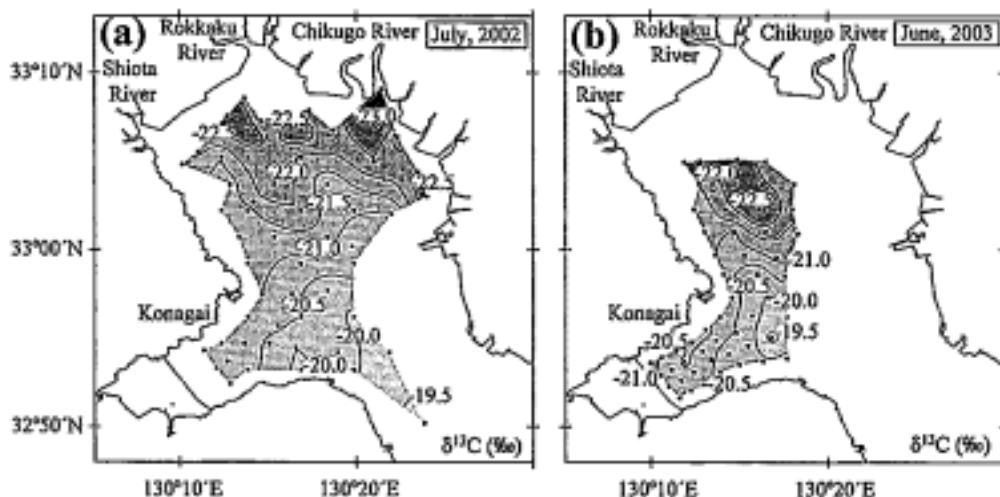 (a)
Rokkaku
River
Chikugo River
July, 2002
33°10´N
Shiota
River
-22.5
-23.0
-22.0
-22.5
-21.5
33°00´N
-21.0
-20.5
Konagai
-20.0
-20.0
-19.5
32°50´N
δ¹³C (‰)
130°10´E
130°20´E
(b)
Rokkaku
River
Chikugo River
June, 2003
Shiota
River
-22.0
-22.5
-21.0
-20.5
-20.0
Konagai
19.5
-20.5
-21.0
-20.5
δ¹³C (‰)
130°10´E
130°20´E